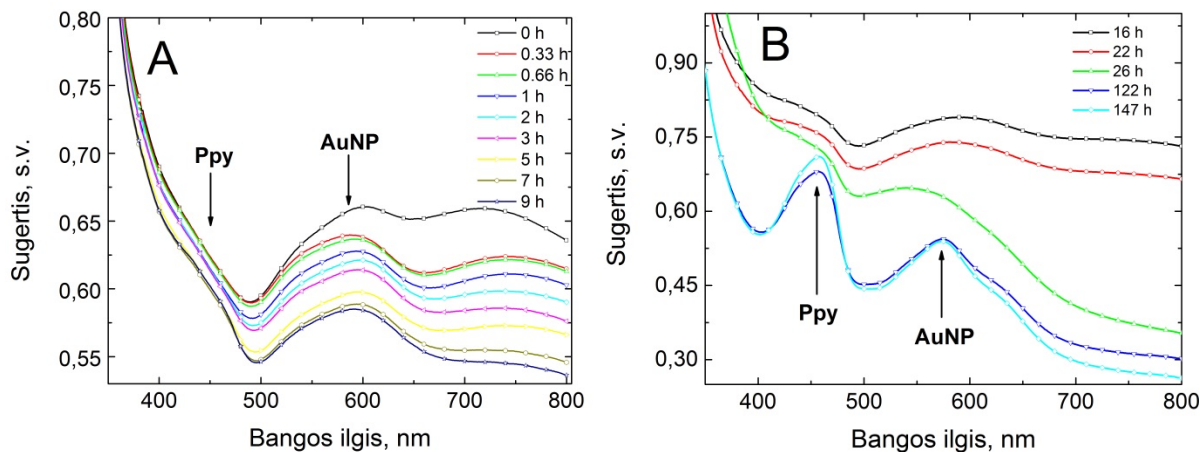 A
0,80
0,75
0,70
0,65
0,60
0,55
Sugertis, s.v.
400
500
600
700
800
Bangos ilgis, nm
Ppy
AuNP
0 h
0.33 h
0.66 h
1 h
2 h
3 h
5 h
7 h
9 h
B
0,90
0,75
0,60
0,45
0,30
Sugertis, s.v.
400
500
600
700
800
Bangos ilgis, nm
Ppy
AuNP
16 h
22 h
26 h
122 h
147 h